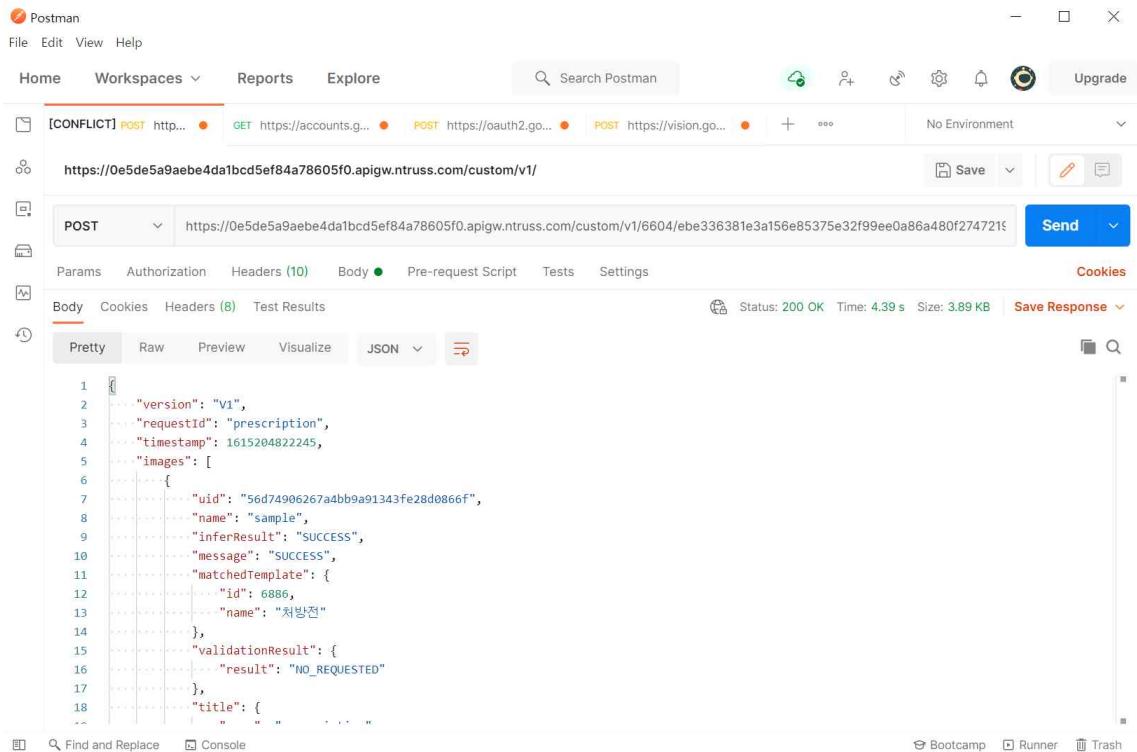 Postman
File Edit View Help
Home Workspaces Reports Explore Search Postman Upgrade
[CONFLICT] POST http... GET https://accounts.g... POST https://oauth2.go... POST https://vision.go... No Environment
https://0e5de5a9aebe4da1bcd5ef84a78605f0.apigw.ntruss.com/custom/v1/ Save
POST https://0e5de5a9aebe4da1bcd5ef84a78605f0.apigw.ntruss.com/custom/v1/6604/ebe336381e3a156e85375e32f99ee0a86a480f2747219 Send
Params Authorization Headers (10) Body Pre-request Script Tests Settings Cookies
Body Cookies Headers (8) Test Results Status: 200 OK Time: 4.39 s Size: 3.89 KB Save Response
Pretty Raw Preview Visualize JSON
1 {
2 "version": "V1",
3 "requestId": "prescription",
4 "timestamp": 1615204822245,
5 "images": [
6 {
7 "uid": "56d74906267a4bb9a91343fe28d0866f",
8 "name": "sample",
9 "inferResult": "SUCCESS",
10 "message": "SUCCESS",
11 "matchedTemplate": {
12 "id": 6886,
13 "name": "처방전"
14 },
15 "validationResult": {
16 "result": "NO_REQUESTED"
17 },
18 "title": {
Find and Replace Console Bootcamp Runner Trash